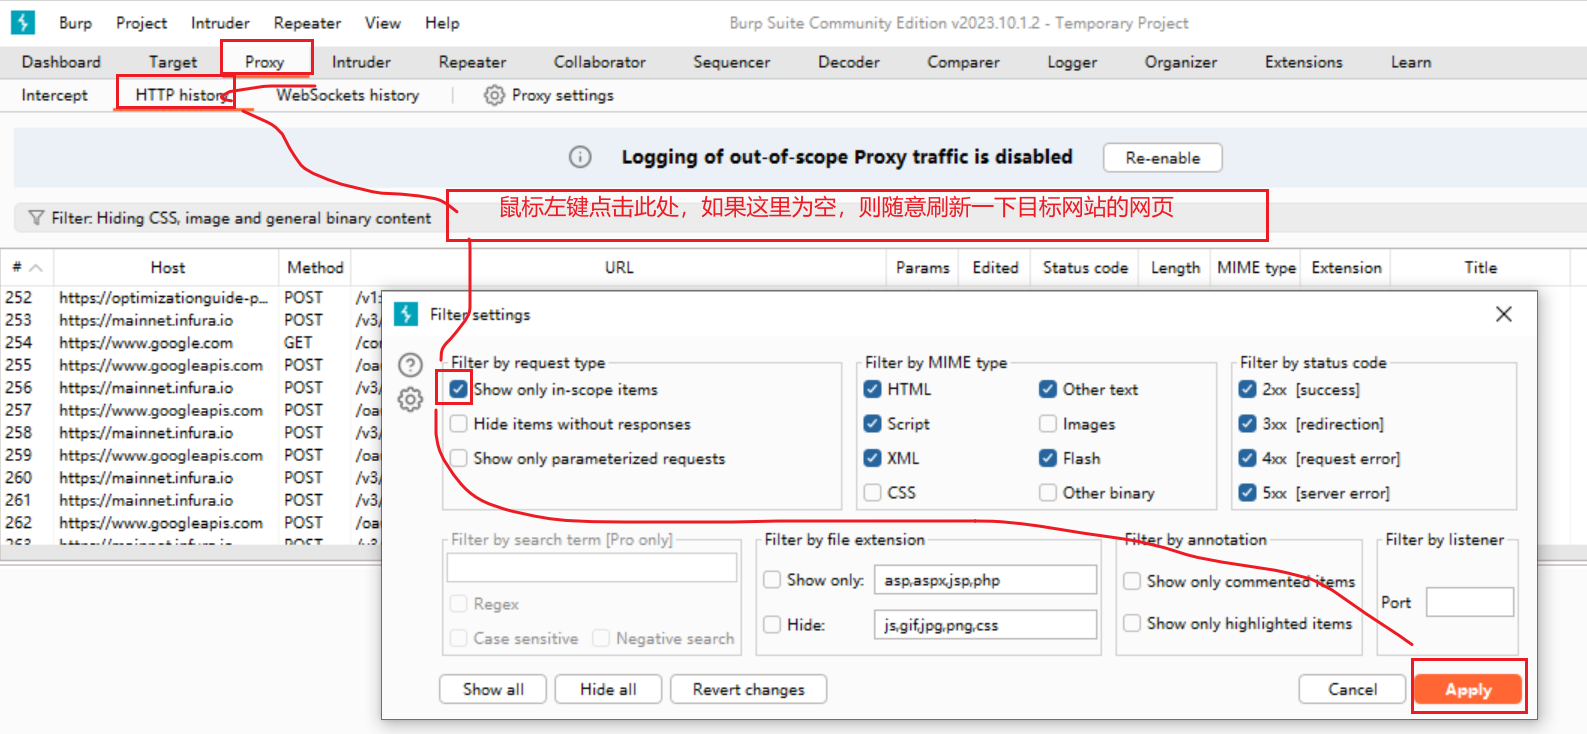 Burp Project Intruder Repeater View Help Burp Suite Community Edition v2023.10.1.2 - Temporary Project
Dashboard Target Proxy Intruder Repeater Collaborator Sequencer Decoder Comparer Logger Organizer Extensions Learn
Intercept HTTP history WebSockets history Proxy settings
Logging of out-of-scope Proxy traffic is disabled Re-enable
鼠标左键点击此处，如果这里为空，则随意刷新一下目标网站的网页
Filter: Hiding CSS, image and general binary content
# Host Method URL Params Edited Status code Length MIME type Extension Title
252 https://optimizationguide-p... POST /v1:
253 https://mainnet.infura.io POST /v3/
254 https://www.google.com GET /con
255 https://www.googleapis.com POST /oau
256 https://mainnet.infura.io POST /v3/
257 https://www.googleapis.com POST /oau
258 https://mainnet.infura.io POST /v3/
259 https://www.googleapis.com POST /oau
260 https://mainnet.infura.io POST /v3/
261 https://mainnet.infura.io POST /v3/
262 https://www.googleapis.com POST /oau
263 https://mainnet.infura.io POST /v3/
Filter settings
Filter by request type
Show only in-scope items
Hide items without responses
Show only parameterized requests
Filter by MIME type
HTML Other text
Script Images
XML Flash
CSS Other binary
Filter by status code
2xx [success]
3xx [redirection]
4xx [request error]
5xx [server error]
Filter by search term [Pro only]
Regex
Case sensitive Negative search
Filter by file extension
Show only: asp,aspx,jsp,php
Hide: js,gif,jpg,png,css
Filter by annotation
Show only commented items
Show only highlighted items
Filter by listener
Port
Show all Hide all Revert changes Cancel Apply